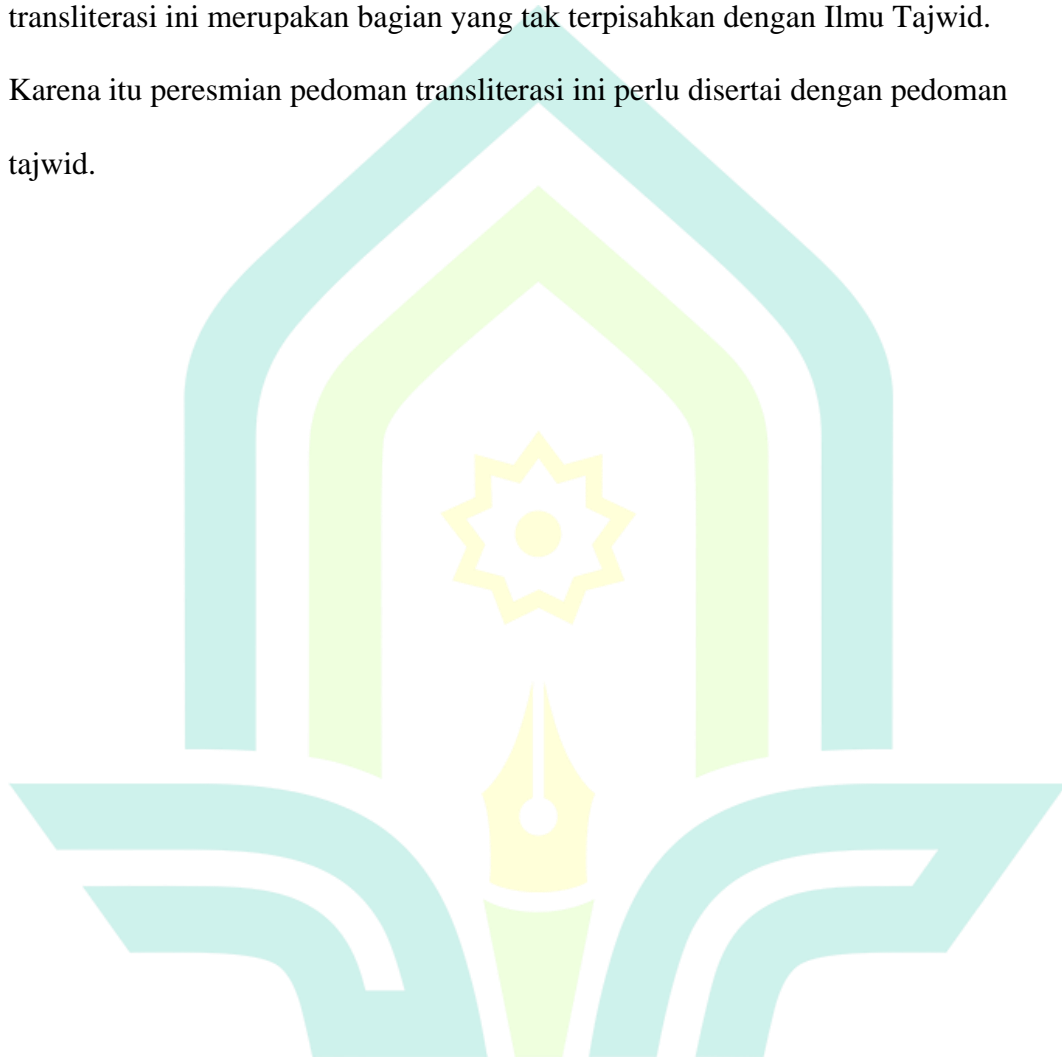 transliterasi ini merupakan bagian yang tak terpisahkan dengan Ilmu Tajwid.
Karena itu peresmian pedoman transliterasi ini perlu disertai dengan pedoman
tajwid.